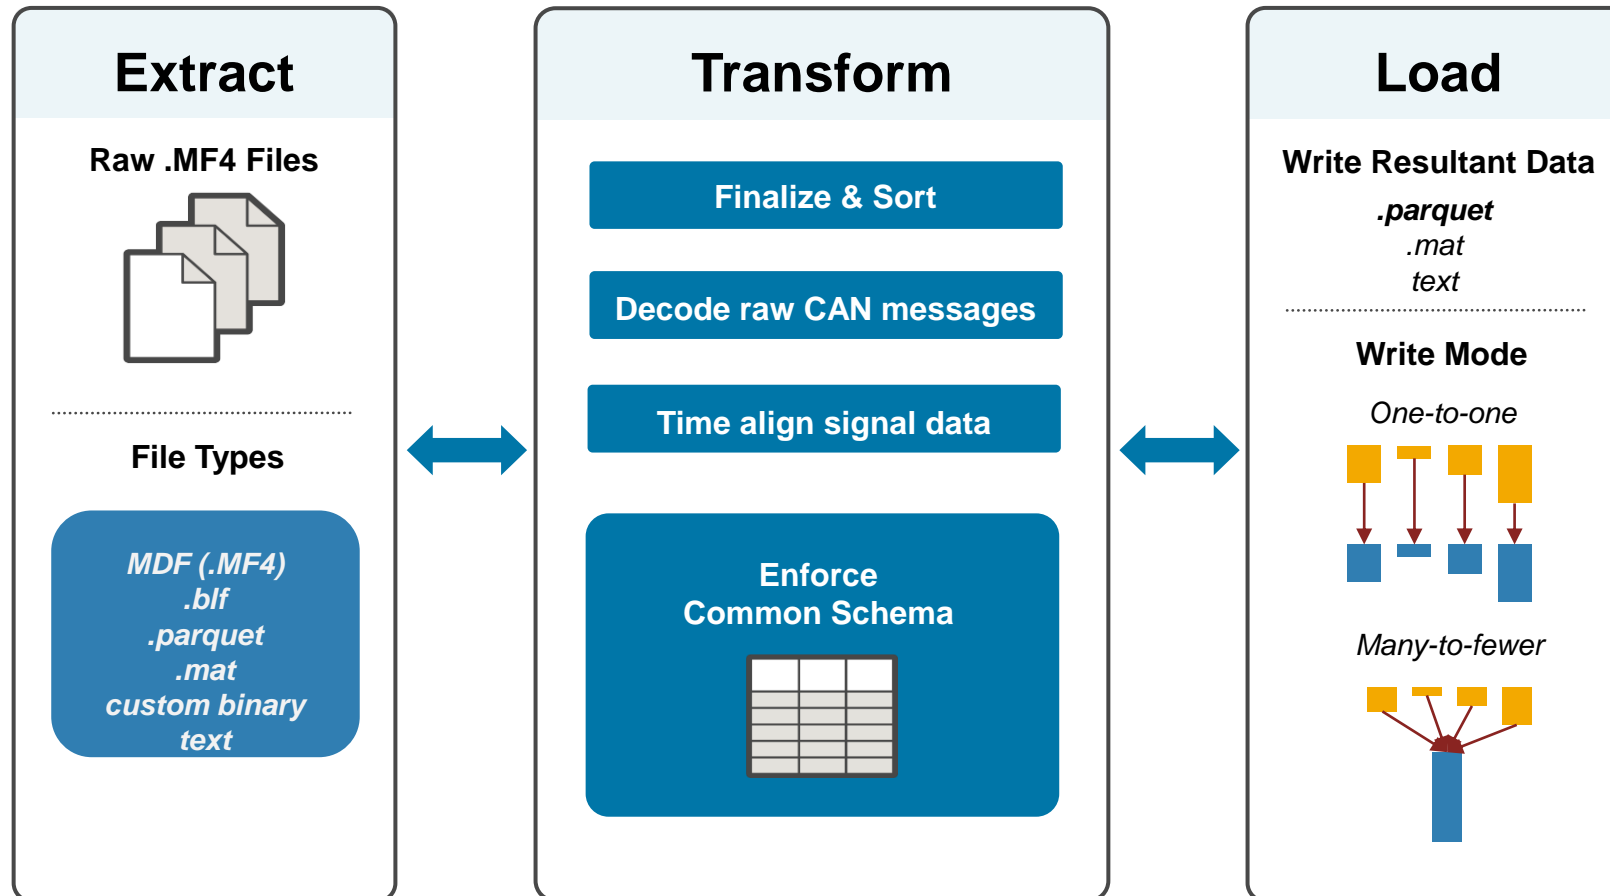 Extract
Raw .MF4 Files
File Types
MDF (.MF4)
.blf
.parquet
.mat
custom binary
text
Transform
Finalize & Sort
Decode raw CAN messages
Time align signal data
Enforce
Common Schema
Load
Write Resultant Data
.parquet
.mat
text
Write Mode
One-to-one
Many-to-fewer